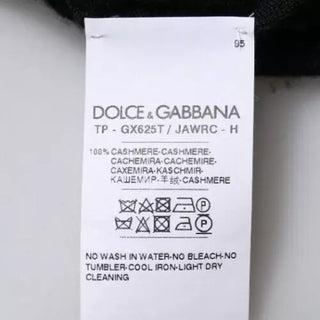 95
DOLCE & GABBANA
TP - GX625T / JAWRC - H
100% CASHMERE-CASHMERE-
CACHEMIRA-CACHEMIRE-
CAXEMIRA-KASCHMIR-
КАШЕМИР-羊绒-CASHMERE
NO WASH IN WATER-NO BLEACH-NO
TUMBLER-COOL IRON-LIGHT DRY
CLEANING